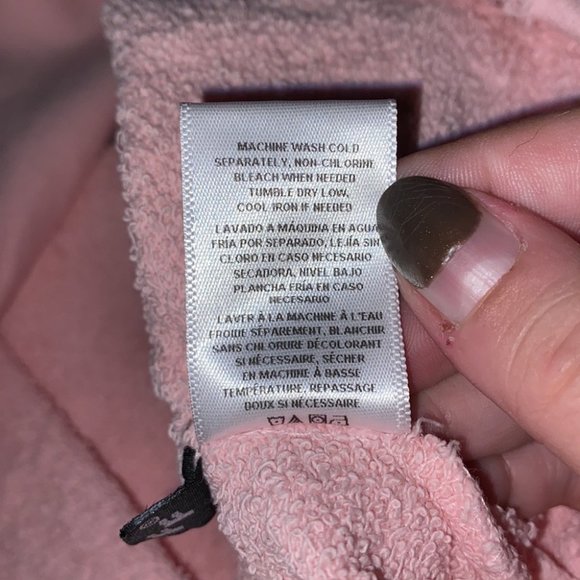 MACHINE WASH COLD
SEPARATELY, NON-CHLORINE
BLEACH WHEN NEEDED
TUMBLE DRY LOW,
COOL IRON IF NEEDED
LAVADO A MÁQUINA EN AGUA
FRÍA POR SEPARADO, LEJÍA SIN
CLORO EN CASO NECESARIO
SECADORA, NIVEL BAJO
PLANCHA FRÍA EN CASO
NECESARIO
LAVER À LA MACHINE À L'EAU
FROIDE SÉPAREMENT, BLANCHIR
SANS CHLORURE DÉCOLORANT
SI NÉCESSAIRE, SÉCHER
EN MACHINE À BASSE
TEMPÉRATURE, REPASSAGE
DOUX SI NÉCESSAIRE